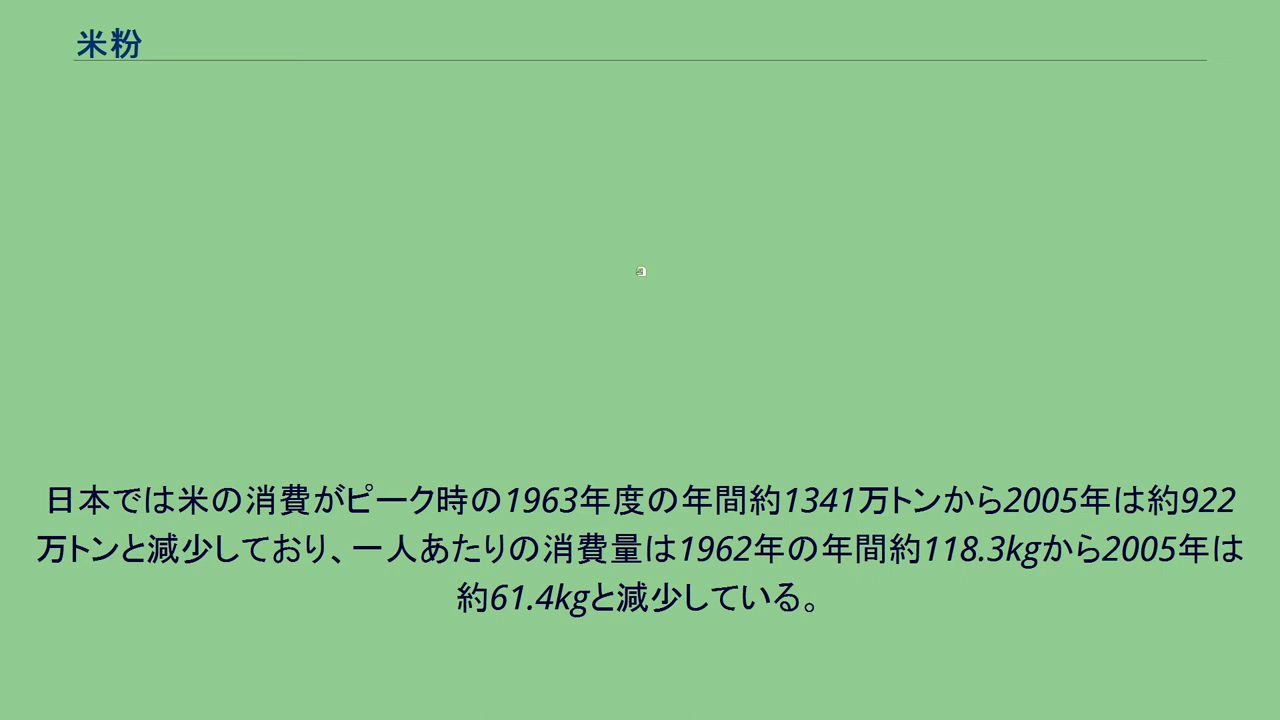 米粉
日本では米の消費がピーク時の1963年度の年間約1341万トンから2005年は約922
万トンと減少しており、一人あたりの消費量は1962年の年間約118.3kgから2005年は
約61.4kgと減少している。